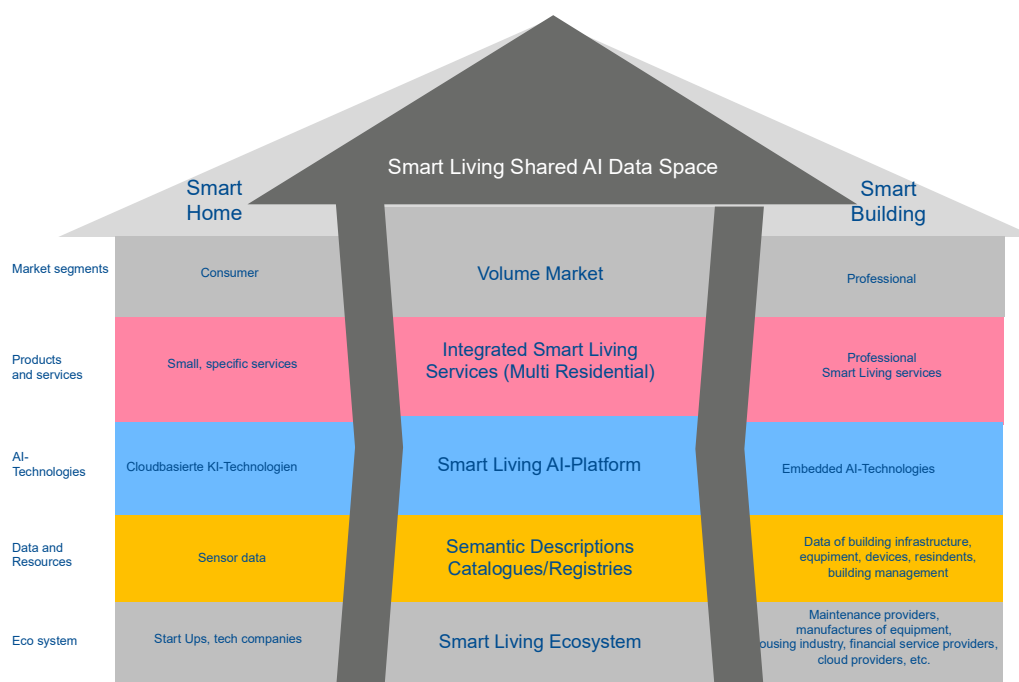 Smart Living Shared AI Data Space
Smart
Home
Smart
Building
Market segments
Consumer
Volume Market
Professional
Products
and services
Small, specific services
Integrated Smart Living
Services (Multi Residential)
Professional
Smart Living services
AI-
Technologies
Cloudbasierte KI-Technologien
Smart Living AI-Platform
Embedded AI-Technologies
Data and
Resources
Sensor data
Semantic Descriptions
Catalogues/Registries
Data of building infrastructure,
equpiment, devices, resindents,
building management
Eco system
Start Ups, tech companies
Smart Living Ecosystem
Maintenance providers,
manufactures of equipment,
ousing industry, financial service providers,
cloud providers, etc.